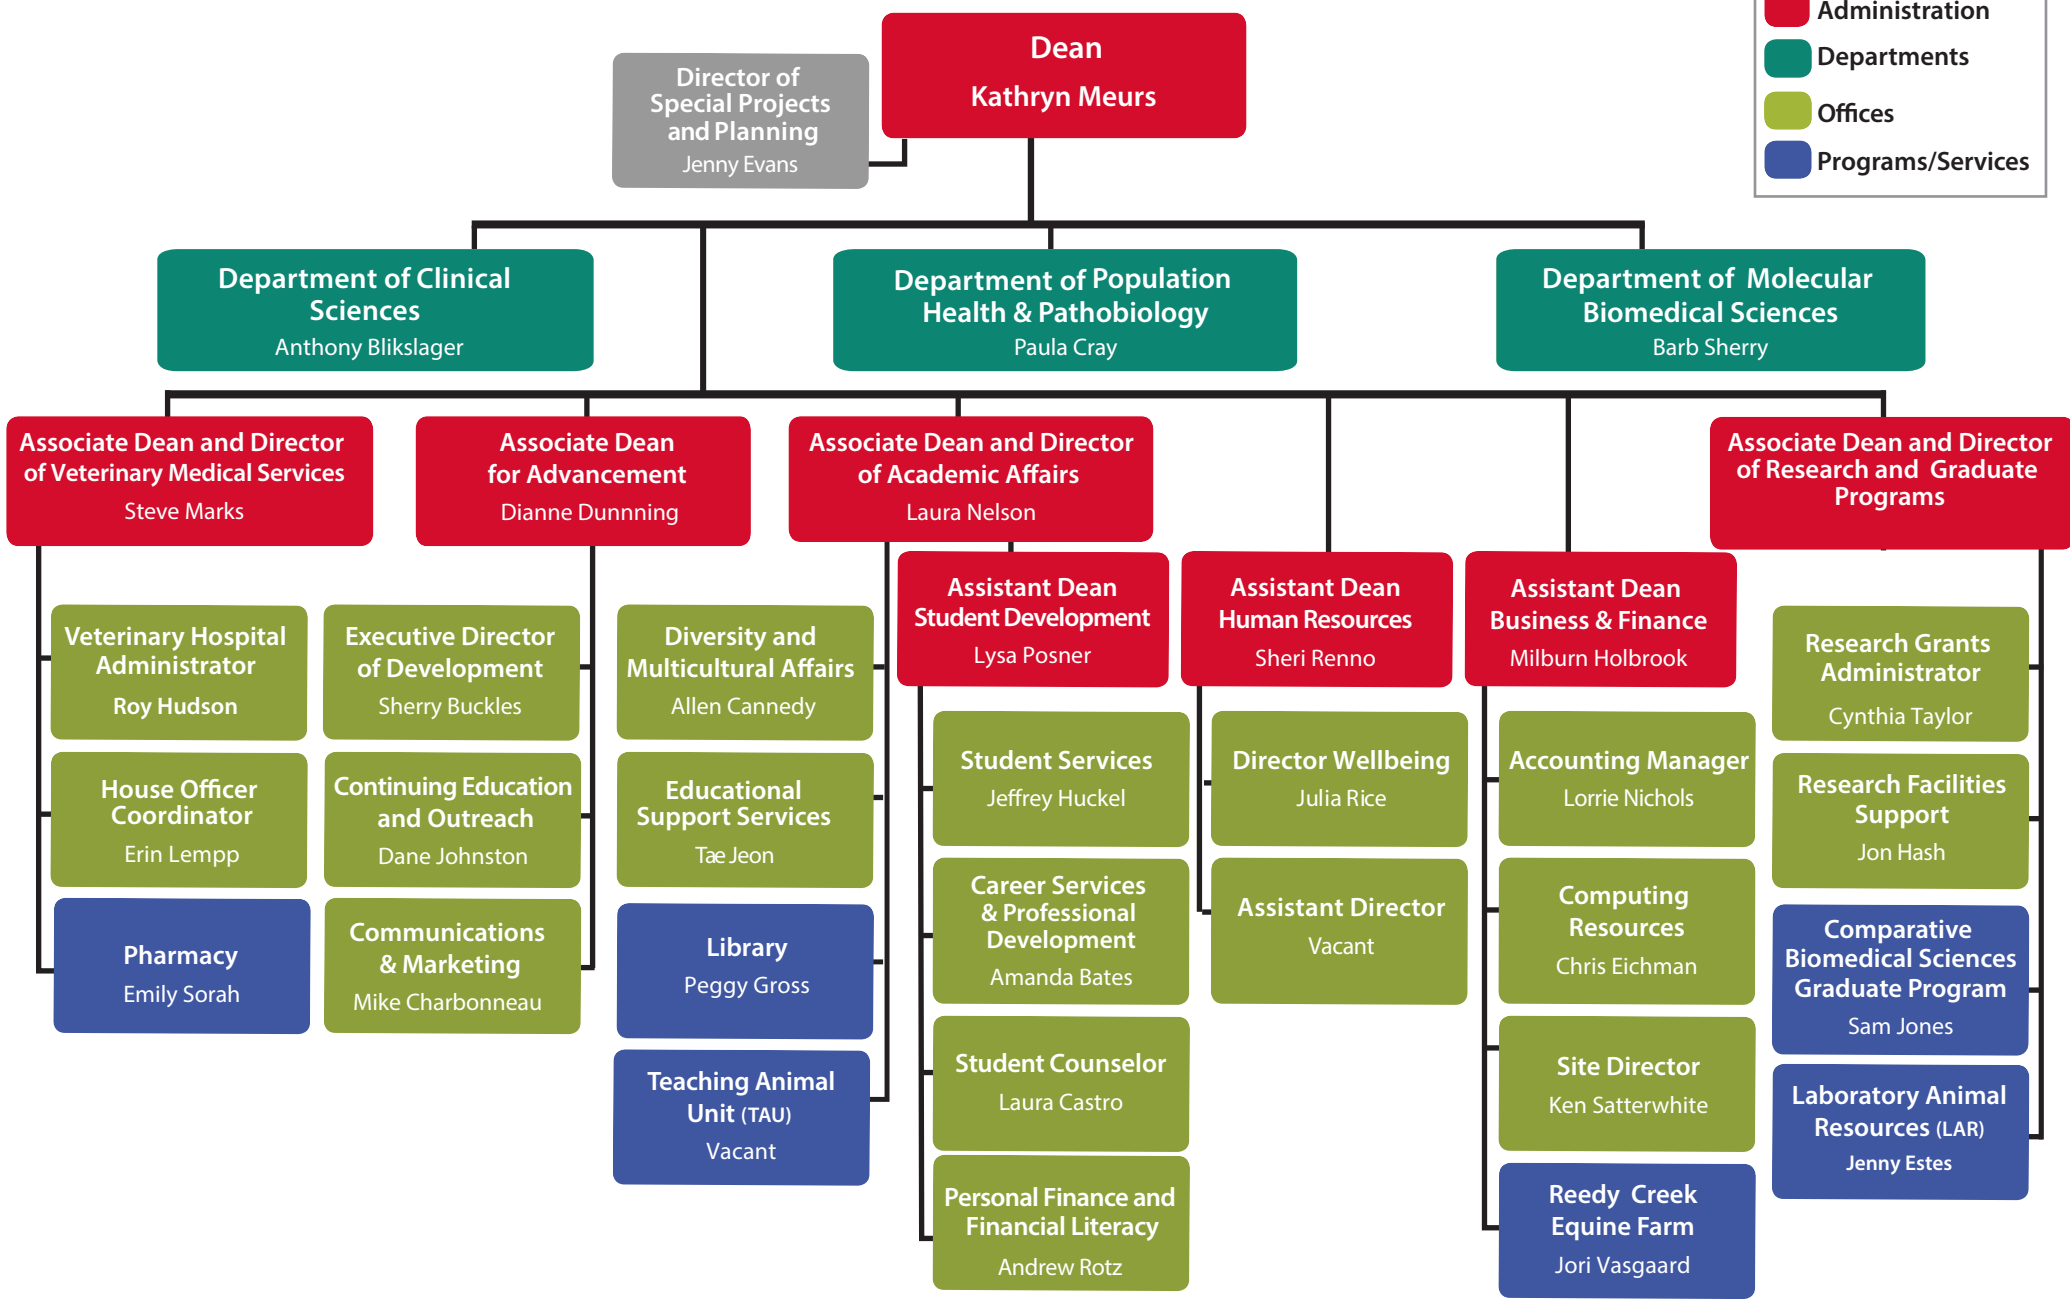 Administration
Departments
Offices
Programs/Services
Dean
Kathryn Meurs
Director of
Special Projects
and Planning
Jenny Evans
Department of Clinical
Sciences
Anthony Blikslager
Department of Population
Health & Pathobiology
Paula Cray
Department of Molecular
Biomedical Sciences
Barb Sherry
Associate Dean and Director
of Veterinary Medical Services
Steve Marks
Associate Dean
for Advancement
Dianne Dunnning
Associate Dean and Director
of Academic Affairs
Laura Nelson
Associate Dean and Director
of Research and Graduate
Programs
Assistant Dean
Student Development
Lysa Posner
Assistant Dean
Human Resources
Sheri Renno
Assistant Dean
Business & Finance
Milburn Holbrook
Veterinary Hospital
Administrator
Roy Hudson
House Officer
Coordinator
Erin Lempp
Pharmacy
Emily Sorah
Executive Director
of Development
Sherry Buckles
Continuing Education
and Outreach
Dane Johnston
Communications
& Marketing
Mike Charbonneau
Diversity and
Multicultural Affairs
Allen Cannedy
Educational
Support Services
Tae Jeon
Library
Peggy Gross
Teaching Animal
Unit (TAU)
Vacant
Student Services
Jeffrey Huckel
Career Services
& Professional
Development
Amanda Bates
Student Counselor
Laura Castro
Personal Finance and
Financial Literacy
Andrew Rotz
Director Wellbeing
Julia Rice
Assistant Director
Vacant
Accounting Manager
Lorrie Nichols
Computing
Resources
Chris Eichman
Site Director
Ken Satterwhite
Reedy Creek
Equine Farm
Jori Vasgaard
Research Grants
Administrator
Cynthia Taylor
Research Facilities
Support
Jon Hash
Comparative
Biomedical Sciences
Graduate Program
Sam Jones
Laboratory Animal
Resources (LAR)
Jenny Estes